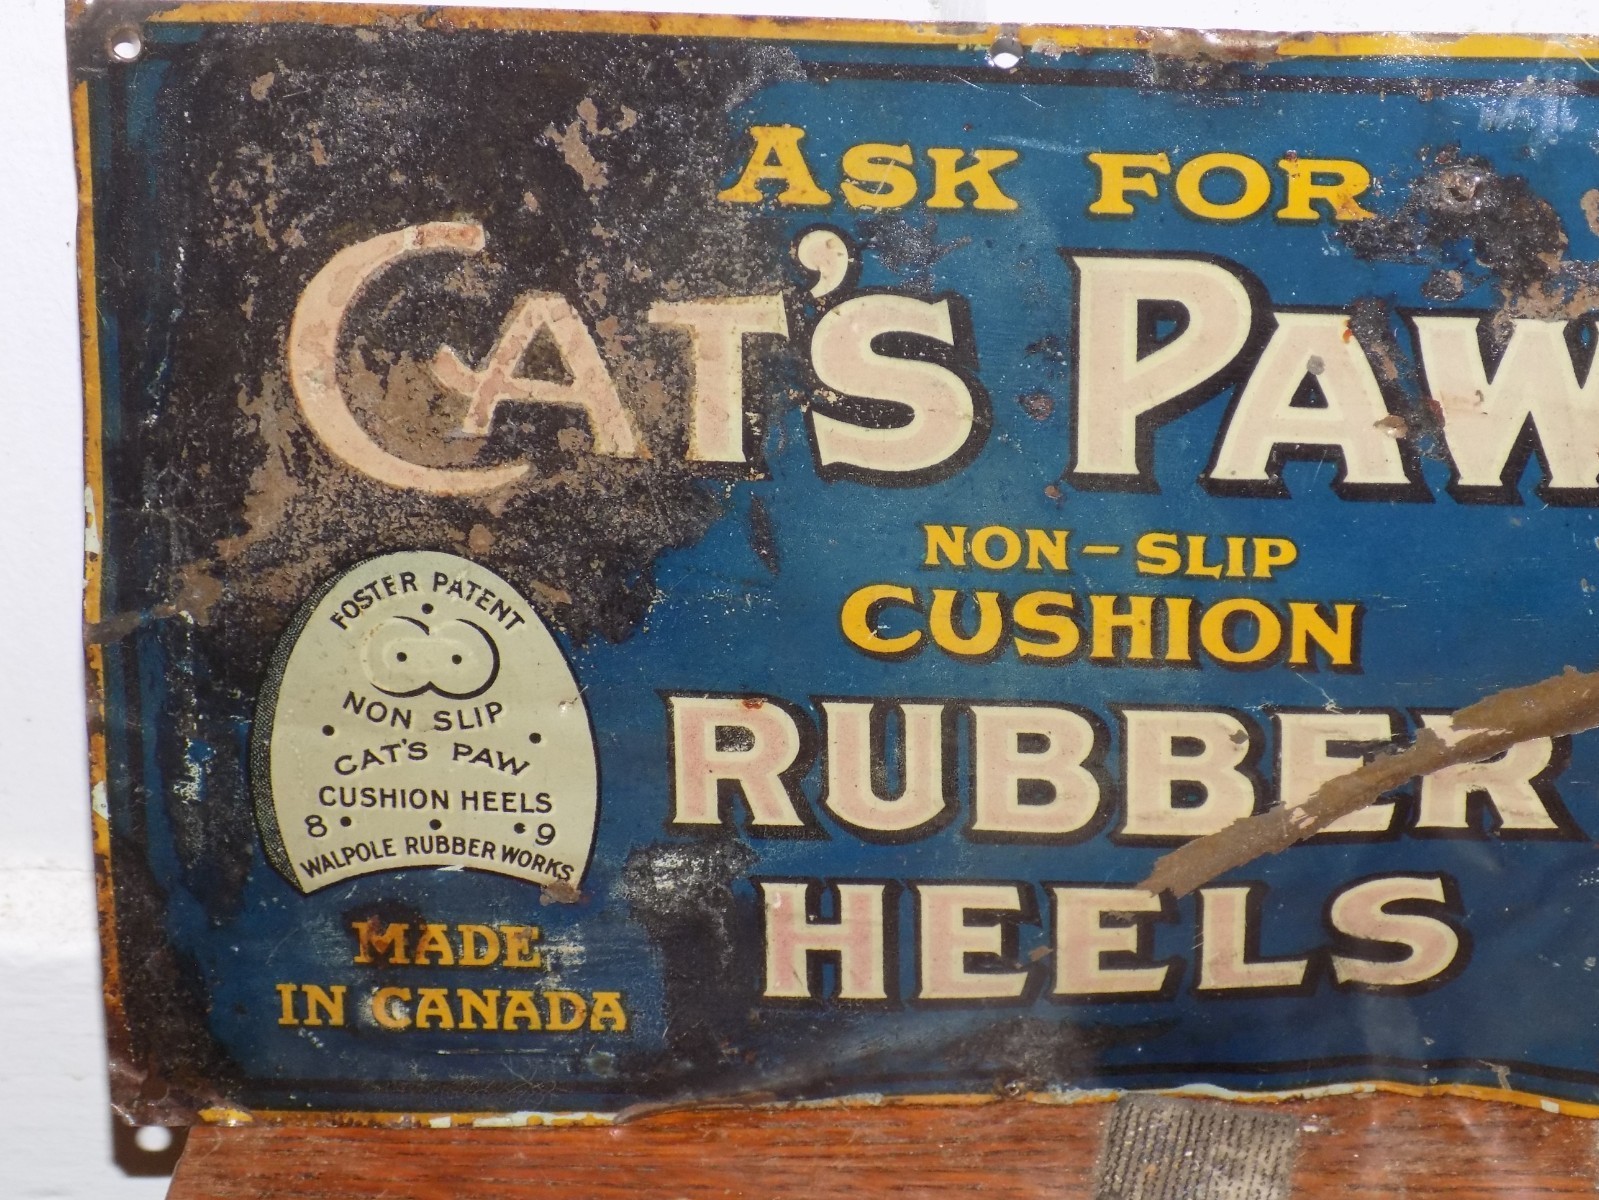 ASK FOR
CAT'S PAW
NON-SLIP
CUSHION
RUBBER
HEELS
FOSTER PATENT
NON SLIP
CAT'S PAW
CUSHION HEELS
8 9
WALPOLE RUBBER WORKS
MADE
IN CANADA